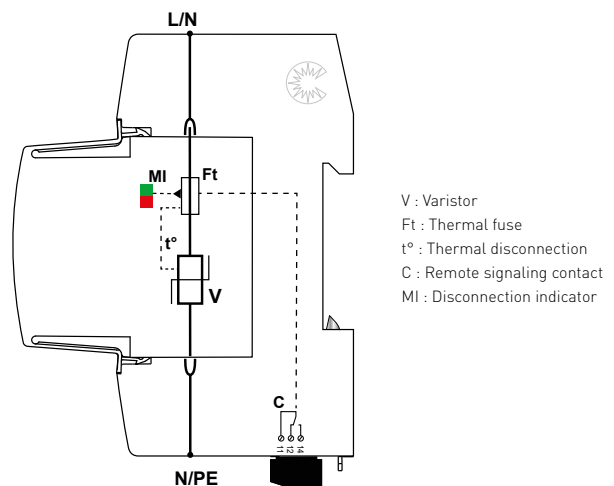 L/N
MI
Ft
t°
V
C
11
12
14
N/PE
V : Varistor
Ft : Thermal fuse
t° : Thermal disconnection
C : Remote signaling contact
MI : Disconnection indicator